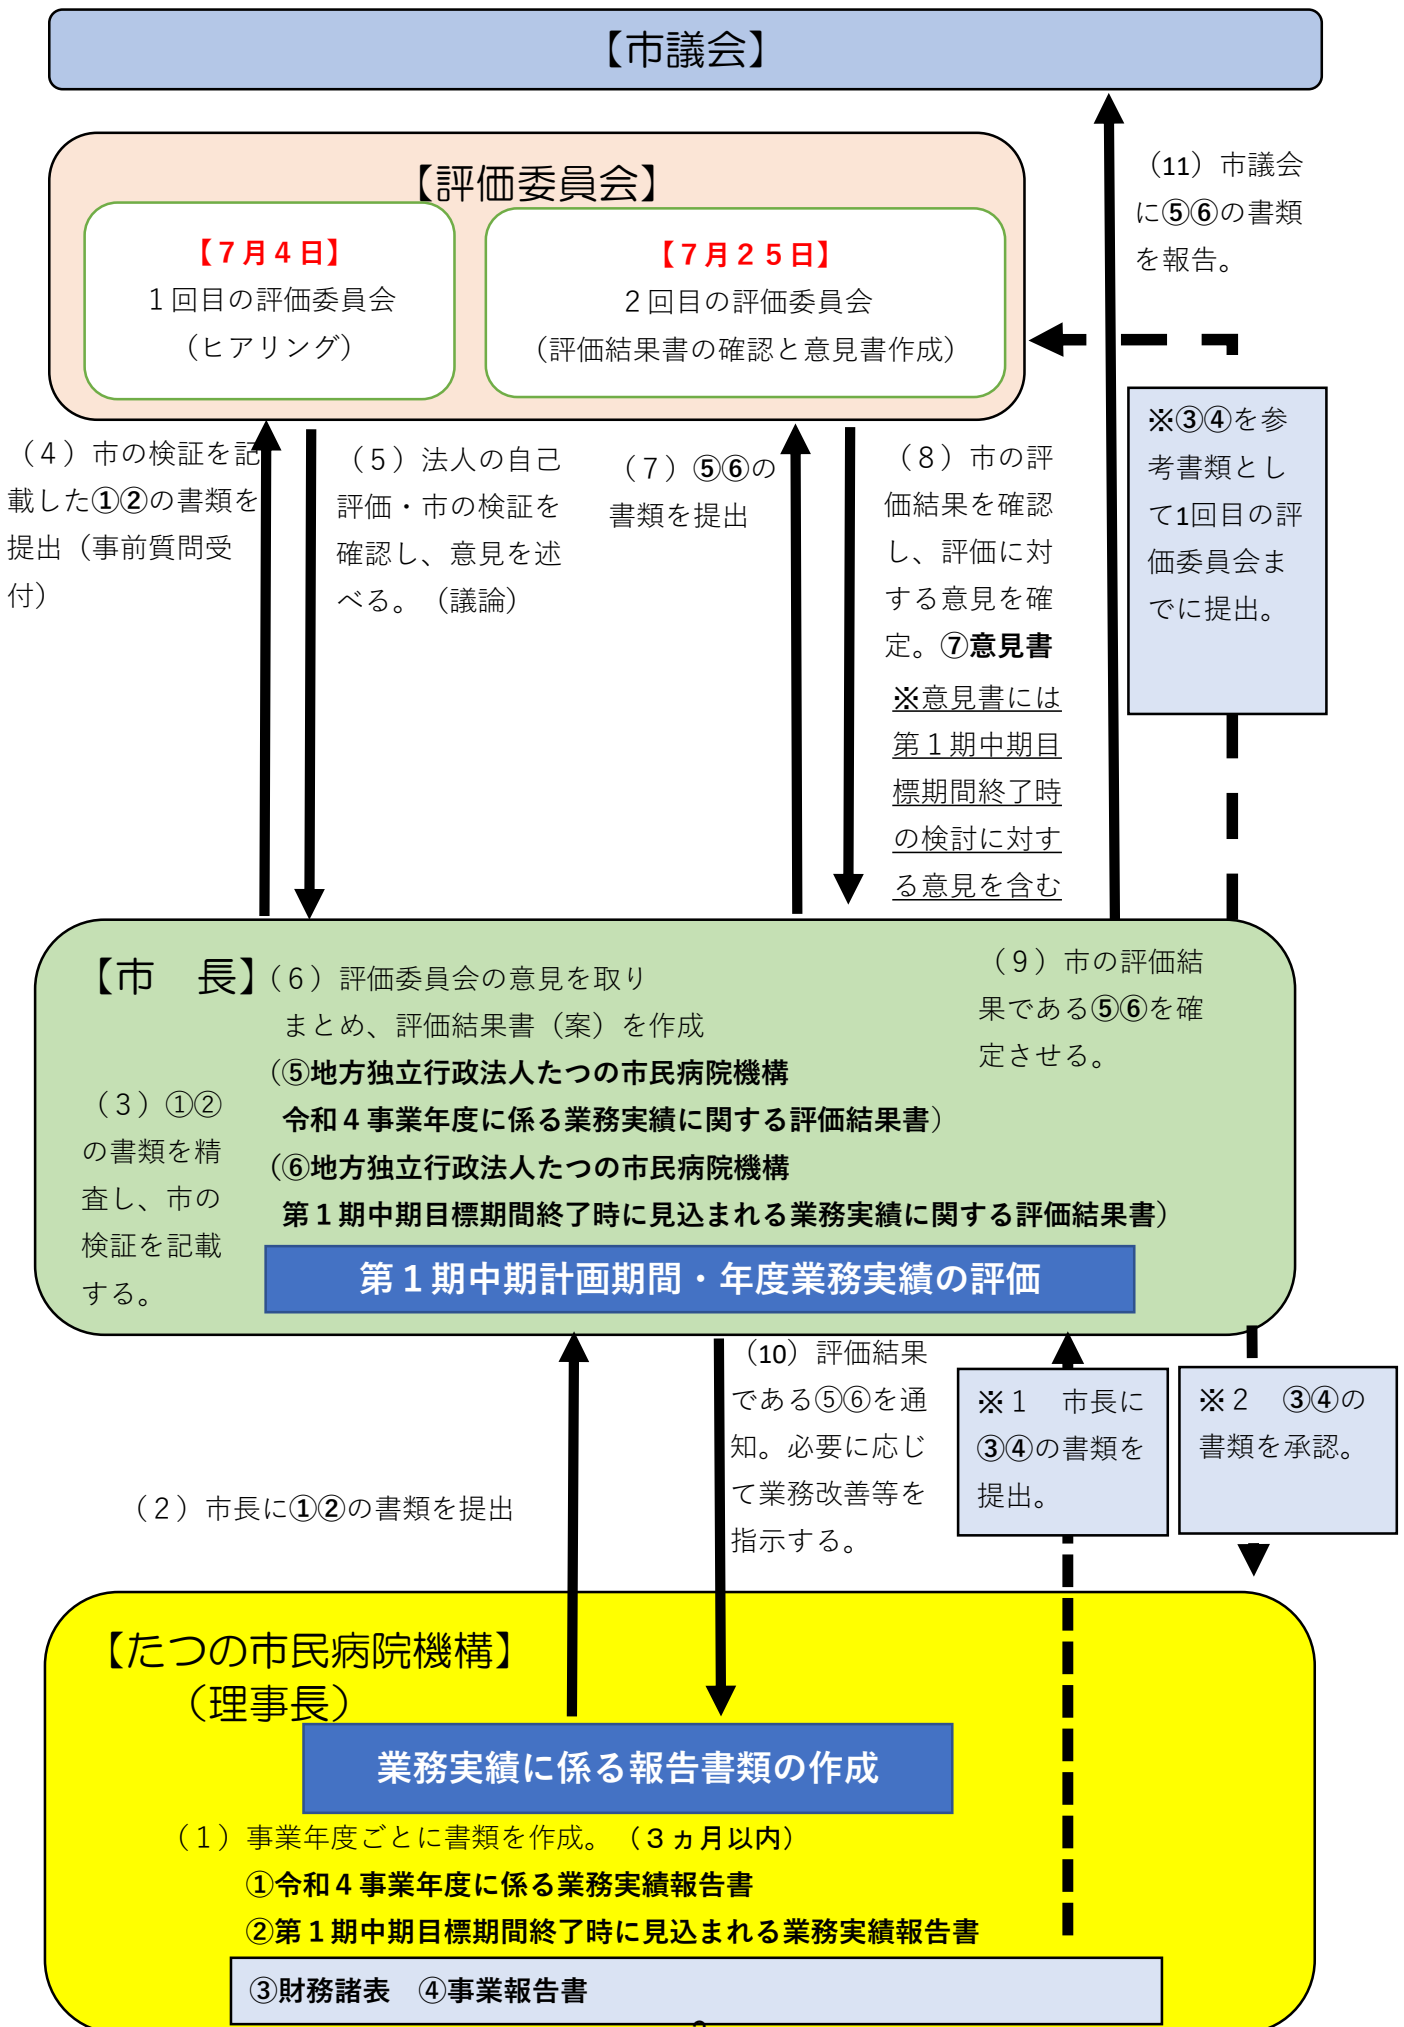 【市議会】
【評価委員会】
【７月４日】
１回目の評価委員会
（ヒアリング）
【７月２５日】
２回目の評価委員会
（評価結果書の確認と意見書作成）
（11）市議会
に⑤⑥の書類
を報告。
※③④を参
考書類とし
て1回目の評
価委員会ま
でに提出。
（４）市の検証を記
載した①②の書類を
提出（事前質問受
付）
（５）法人の自己
評価・市の検証を
確認し、意見を述
べる。（議論）
（７）⑤⑥の
書類を提出
（８）市の評
価結果を確認
し、評価に対
する意見を確
定。⑦意見書
※意見書には
第１期中期目
標期間終了時
の検討に対す
る意見を含む
【市　長】
（６）評価委員会の意見を取り
まとめ、評価結果書（案）を作成
（⑤地方独立行政法人たつの市民病院機構
令和４事業年度に係る業務実績に関する評価結果書）
（⑥地方独立行政法人たつの市民病院機構
第１期中期目標期間終了時に見込まれる業務実績に関する評価結果書）
（９）市の評価結
果である⑤⑥を確
定させる。
（３）①②
の書類を精
査し、市の
検証を記載
する。
第１期中期計画期間・年度業務実績の評価
（２）市長に①②の書類を提出
（10）評価結果
である⑤⑥を通
知。必要に応じ
て業務改善等を
指示する。
※１　市長に
③④の書類を
提出。
※２　③④の
書類を承認。
【たつの市民病院機構】
（理事長）
業務実績に係る報告書類の作成
（１）事業年度ごとに書類を作成。（３ヵ月以内）
①令和４事業年度に係る業務実績報告書
②第１期中期目標期間終了時に見込まれる業務実績報告書
③財務諸表　④事業報告書